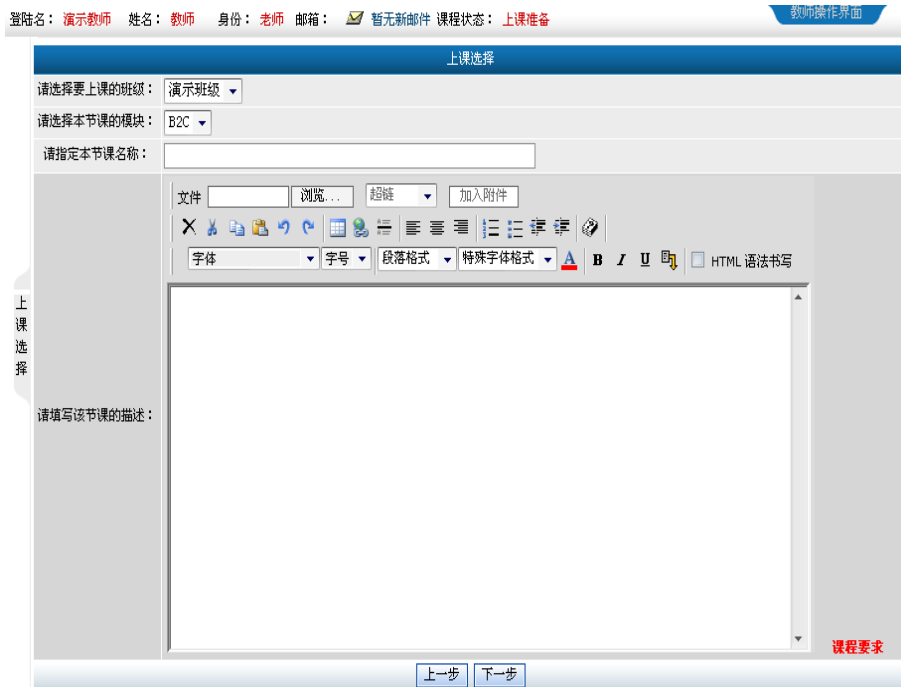 登陆名： 演示教师 姓名： 教师 身份： 老师 邮箱： 暂无新邮件 课程状态： 上课准备 教师操作界面
上课选择
请选择要上课的班级： 演示班级
请选择本节课的模块： B2C
请指定本节课名称：
文件 浏览... 超链 加入附件
字体 字号 段落格式 特殊字体格式 A B I U HTML 语法书写
上课选择
请填写该节课的描述：
课程要求
上一步 下一步